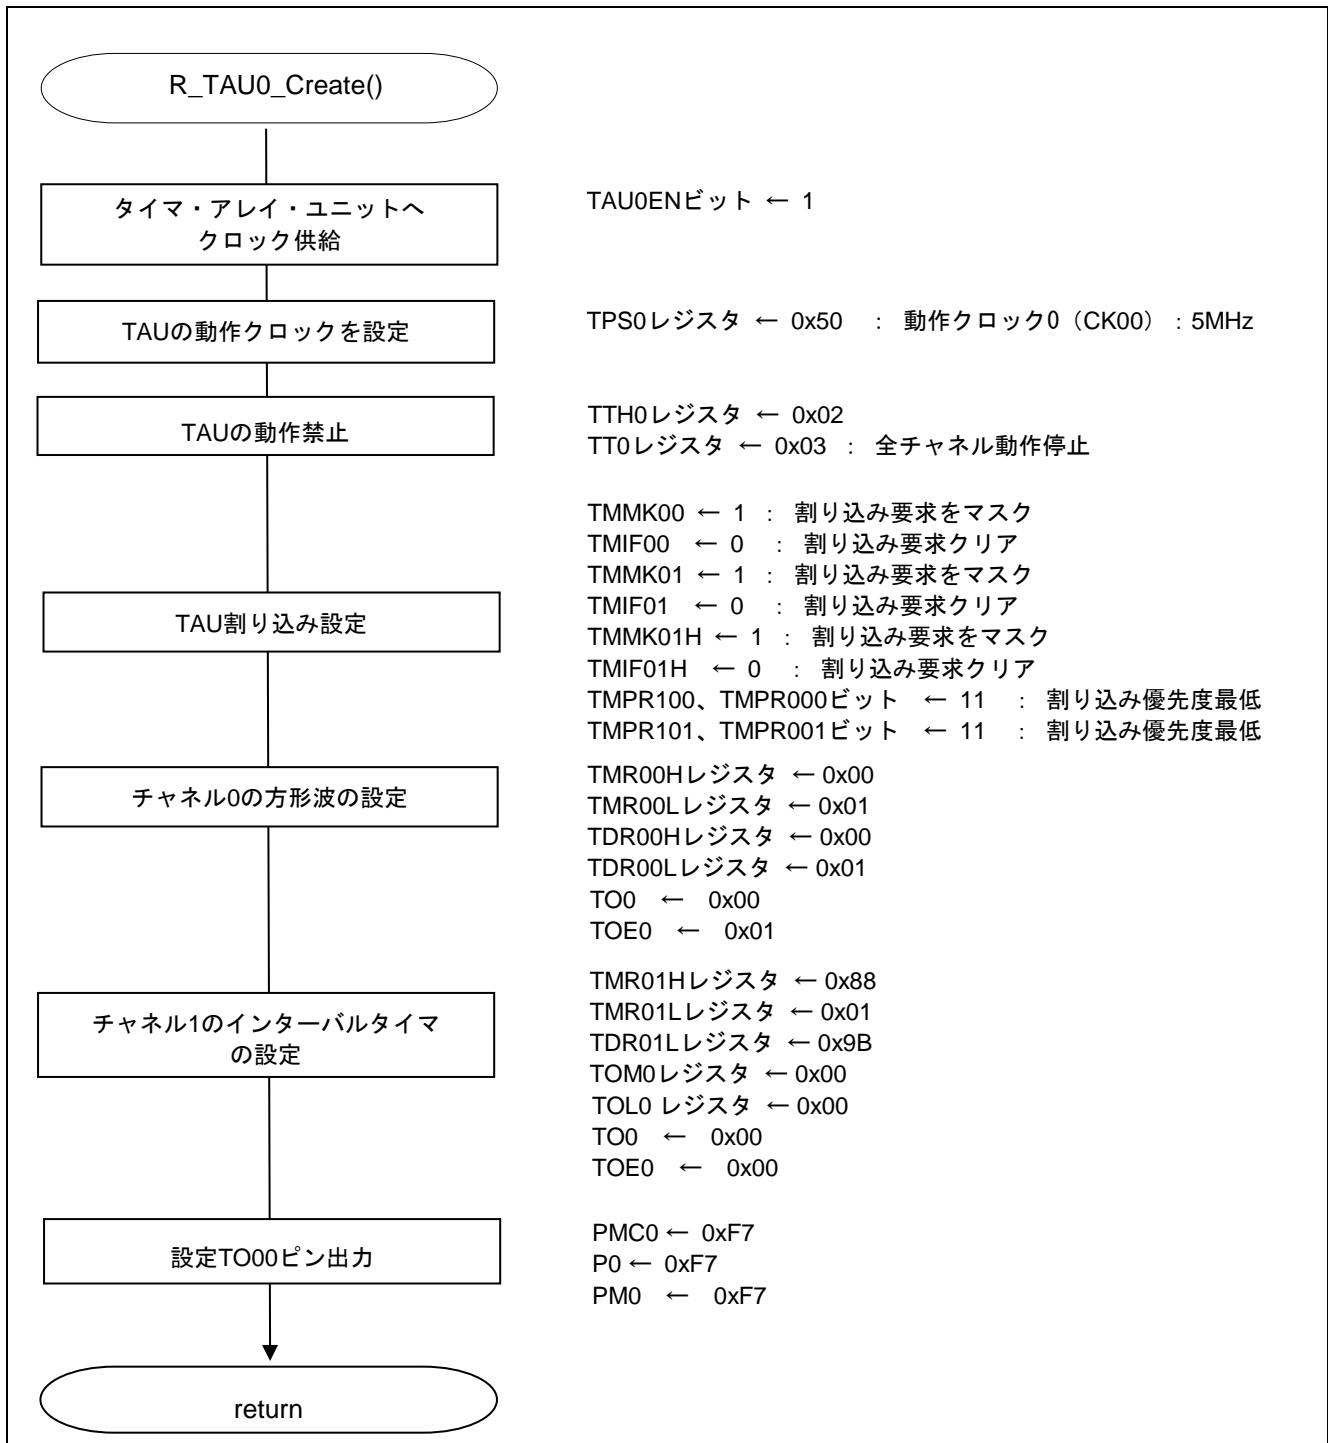 R_TAU0_Create()
タイマ・アレイ・ユニットへ
クロック供給
TAU0ENビット ← 1
TAUの動作クロックを設定
TPS0レジスタ ← 0x50 : 動作クロック0（CK00）：5MHz
TAUの動作禁止
TTH0レジスタ ← 0x02
TT0レジスタ ← 0x03 : 全チャネル動作停止
TAU割り込み設定
TMMK00 ← 1 : 割り込み要求をマスク
TMIF00 ← 0 : 割り込み要求クリア
TMMK01 ← 1 : 割り込み要求をマスク
TMIF01 ← 0 : 割り込み要求クリア
TMMK01H ← 1 : 割り込み要求をマスク
TMIF01H ← 0 : 割り込み要求クリア
TMPR100、TMPR000ビット ← 11 : 割り込み優先度最低
TMPR101、TMPR001ビット ← 11 : 割り込み優先度最低
チャネル0の方形波の設定
TMR00Hレジスタ ← 0x00
TMR00Lレジスタ ← 0x01
TDR00Hレジスタ ← 0x00
TDR00Lレジスタ ← 0x01
TO0 ← 0x00
TOE0 ← 0x01
チャネル1のインターバルタイマ
の設定
TMR01Hレジスタ ← 0x88
TMR01Lレジスタ ← 0x01
TDR01Lレジスタ ← 0x9B
TOM0レジスタ ← 0x00
TOL0 レジスタ ← 0x00
TO0 ← 0x00
TOE0 ← 0x00
設定TO00ピン出力
PMC0 ← 0xF7
P0 ← 0xF7
PM0 ← 0xF7
return